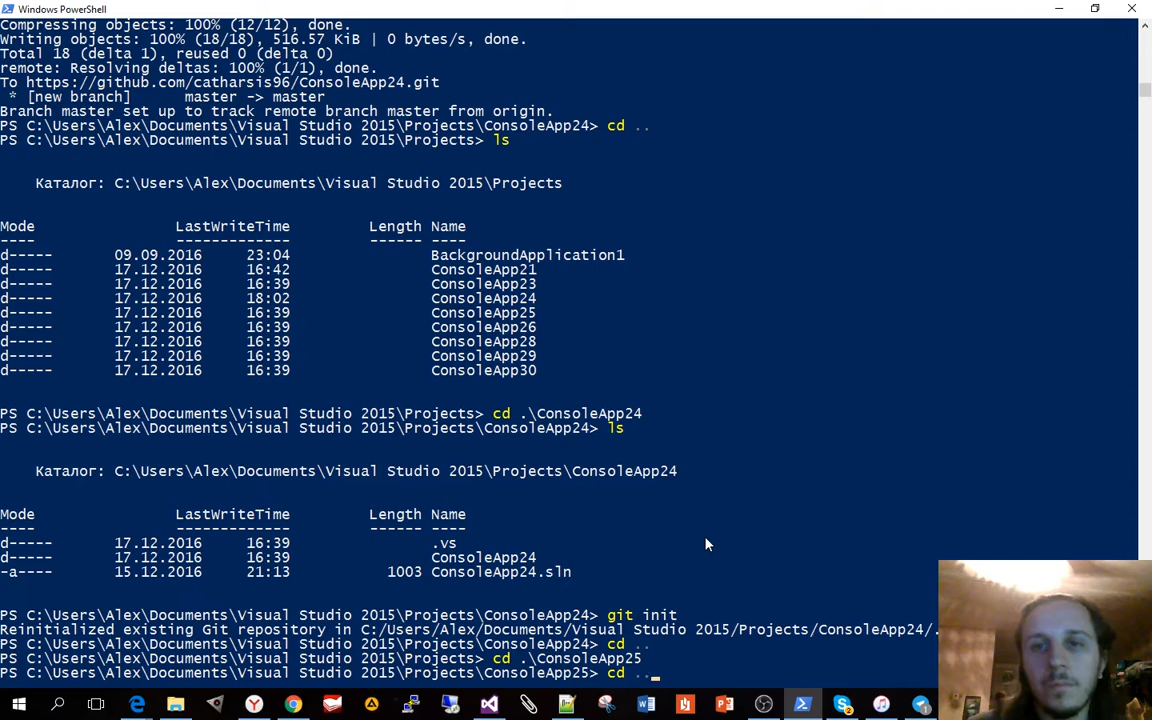 Windows PowerShell
Compressing objects: 100% (12/12), done.
Writing objects: 100% (18/18), 516.57 KiB | 0 bytes/s, done.
Total 18 (delta 1), reused 0 (delta 0)
remote: Resolving deltas: 100% (1/1), done.
To https://github.com/catharsis96/ConsoleApp24.git
 * [new branch]      master -> master
Branch master set up to track remote branch master from origin.
PS C:\Users\Alex\Documents\Visual Studio 2015\Projects\ConsoleApp24> cd ..
PS C:\Users\Alex\Documents\Visual Studio 2015\Projects> ls
Каталог: C:\Users\Alex\Documents\Visual Studio 2015\Projects
Mode LastWriteTime Length Name
---- ------------- ------ ----
d----- 09.09.2016 23:04 BackgroundApplication1
d----- 17.12.2016 16:42 ConsoleApp21
d----- 17.12.2016 16:39 ConsoleApp23
d----- 17.12.2016 18:02 ConsoleApp24
d----- 17.12.2016 16:39 ConsoleApp25
d----- 17.12.2016 16:39 ConsoleApp26
d----- 17.12.2016 16:39 ConsoleApp28
d----- 17.12.2016 16:39 ConsoleApp29
d----- 17.12.2016 16:39 ConsoleApp30
PS C:\Users\Alex\Documents\Visual Studio 2015\Projects> cd .\ConsoleApp24
PS C:\Users\Alex\Documents\Visual Studio 2015\Projects\ConsoleApp24> ls
Каталог: C:\Users\Alex\Documents\Visual Studio 2015\Projects\ConsoleApp24
Mode LastWriteTime Length Name
---- ------------- ------ ----
d----- 17.12.2016 16:39 .vs
d----- 17.12.2016 16:39 ConsoleApp24
-a---- 15.12.2016 21:13 1003 ConsoleApp24.sln
PS C:\Users\Alex\Documents\Visual Studio 2015\Projects\ConsoleApp24> git init
Reinitialized existing Git repository in C:/Users/Alex/Documents/Visual Studio 2015/Projects/ConsoleApp24/.
PS C:\Users\Alex\Documents\Visual Studio 2015\Projects\ConsoleApp24> cd ..
PS C:\Users\Alex\Documents\Visual Studio 2015\Projects> cd .\ConsoleApp25
PS C:\Users\Alex\Documents\Visual Studio 2015\Projects\ConsoleApp25> cd .._